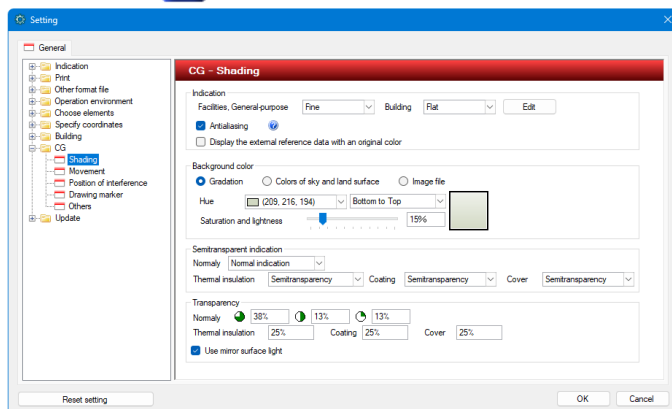 Setting
General
Indication
Print
Other format file
Operation environment
Choose elements
Specify coordinates
Building
CG
Shading
Movement
Position of interference
Drawing marker
Others
Update
CG - Shading
Indication
Facilities, General-purpose Fine Building Flat Edit
Antialiasing ?
Display the external reference data with an original color
Background color
Gradation Colors of sky and land surface Image file
Hue (209, 216, 194) Bottom to Top
Saturation and lightness 15%
Semitransparent indication
Normaly Normal indication
Thermal insulation Semitransparency Coating Semitransparency Cover Semitransparency
Transparency
Normaly 38% 13% 13%
Thermal insulation 25% Coating 25% Cover 25%
Use mirror surface light
Reset setting OK Cancel